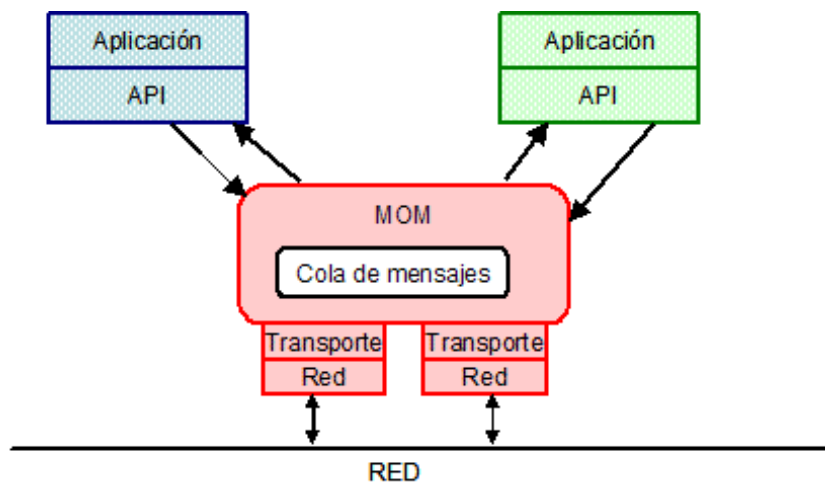 Aplicación
API
Aplicación
API
MOM
Cola de mensajes
Transporte
Red
Transporte
Red
RED